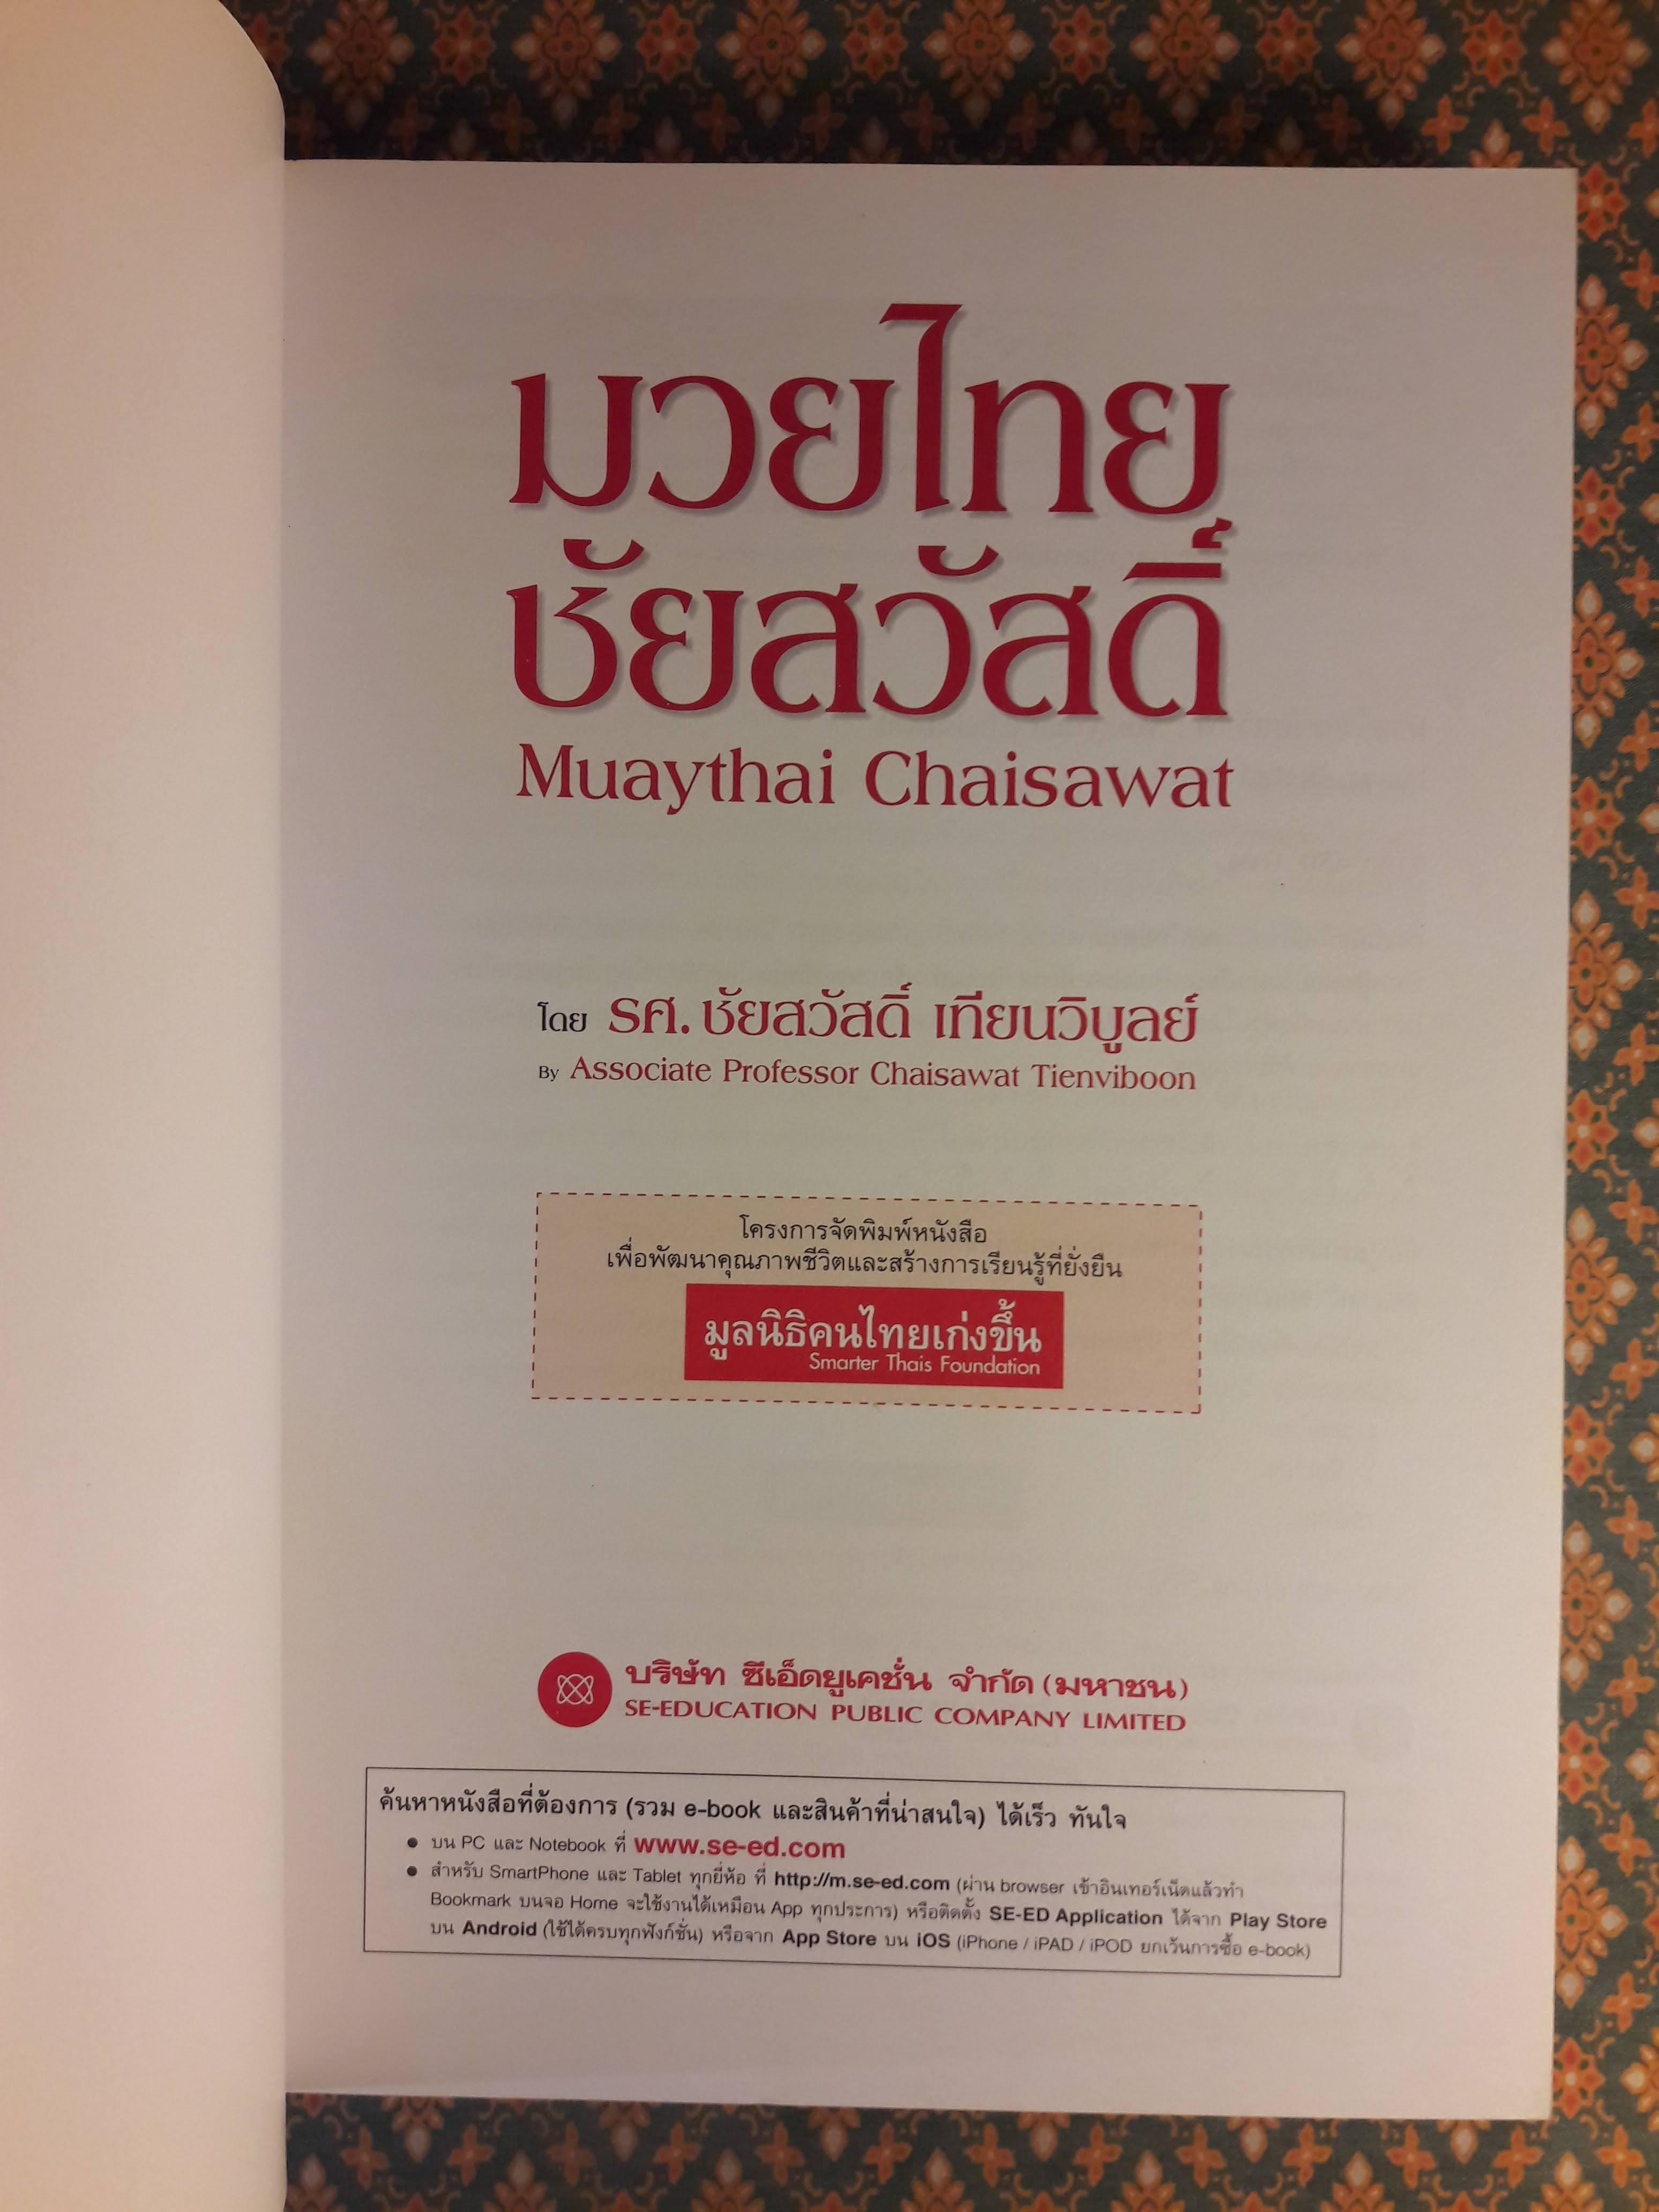 มวยไทย
ชัยสวัสดิ์
Muaythai Chaisawat
โดย รศ. ชัยสวัสดิ์ เทียนวิบูลย์
By Associate Professor Chaisawat Tienviboon
โครงการจัดพิมพ์หนังสือ
เพื่อพัฒนาคุณภาพชีวิตและสร้างการเรียนรู้ที่ยั่งยืน
มูลนิธิคนไทยเก่งขึ้น
Smarter Thais Foundation
บริษัท ซีเอ็ดยูเคชั่น จำกัด (มหาชน)
SE-EDUCATION PUBLIC COMPANY LIMITED
ค้นหาหนังสือที่ต้องการ (รวม e-book และสินค้าที่น่าสนใจ) ได้เร็ว ทันใจ
● บน PC และ Notebook ที่ www.se-ed.com
● สำหรับ SmartPhone และ Tablet ทุกยี่ห้อ ที่ http://m.se-ed.com (ผ่าน browser เข้าอินเทอร์เน็ตแล้วทำ
Bookmark บนจอ Home จะใช้งานได้เหมือน App ทุกประการ) หรือติดตั้ง SE-ED Application ได้จาก Play Store
บน Android (ใช้ได้ครบทุกฟังก์ชั่น) หรือจาก App Store บน iOS (iPhone / iPAD / iPOD ยกเว้นการซื้อ e-book)